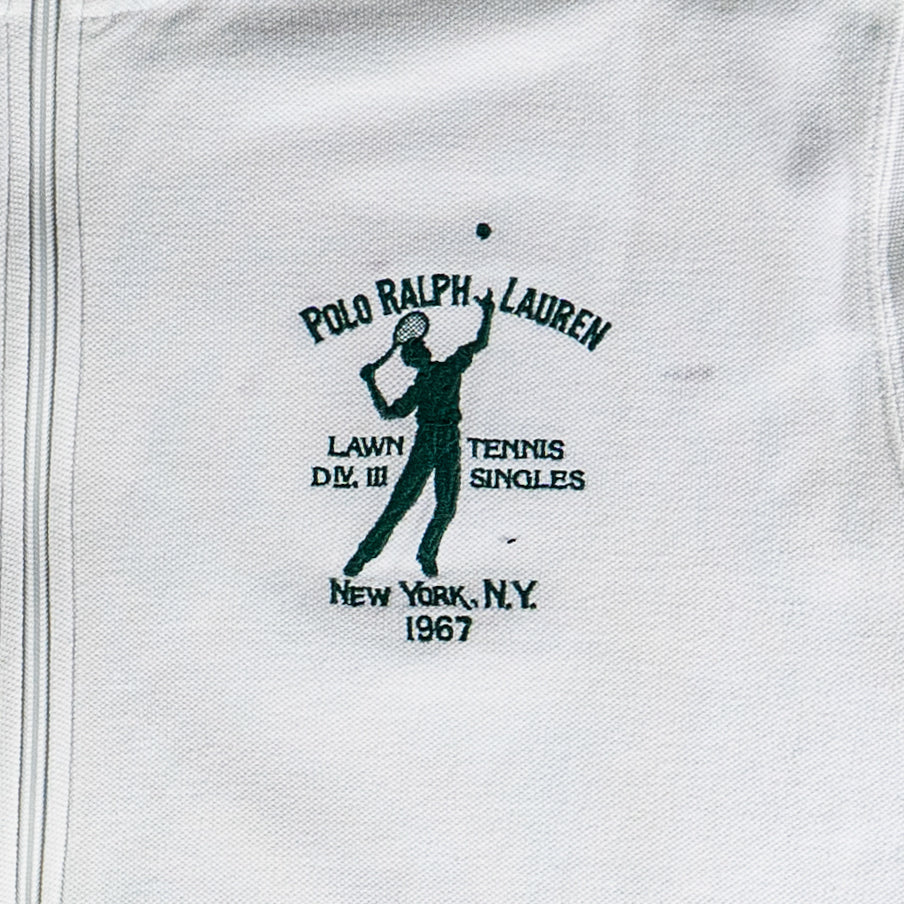 POLO RALPH LAUREN
LAWN TENNIS
DIV. III SINGLES
NEW YORK, N.Y.
1967